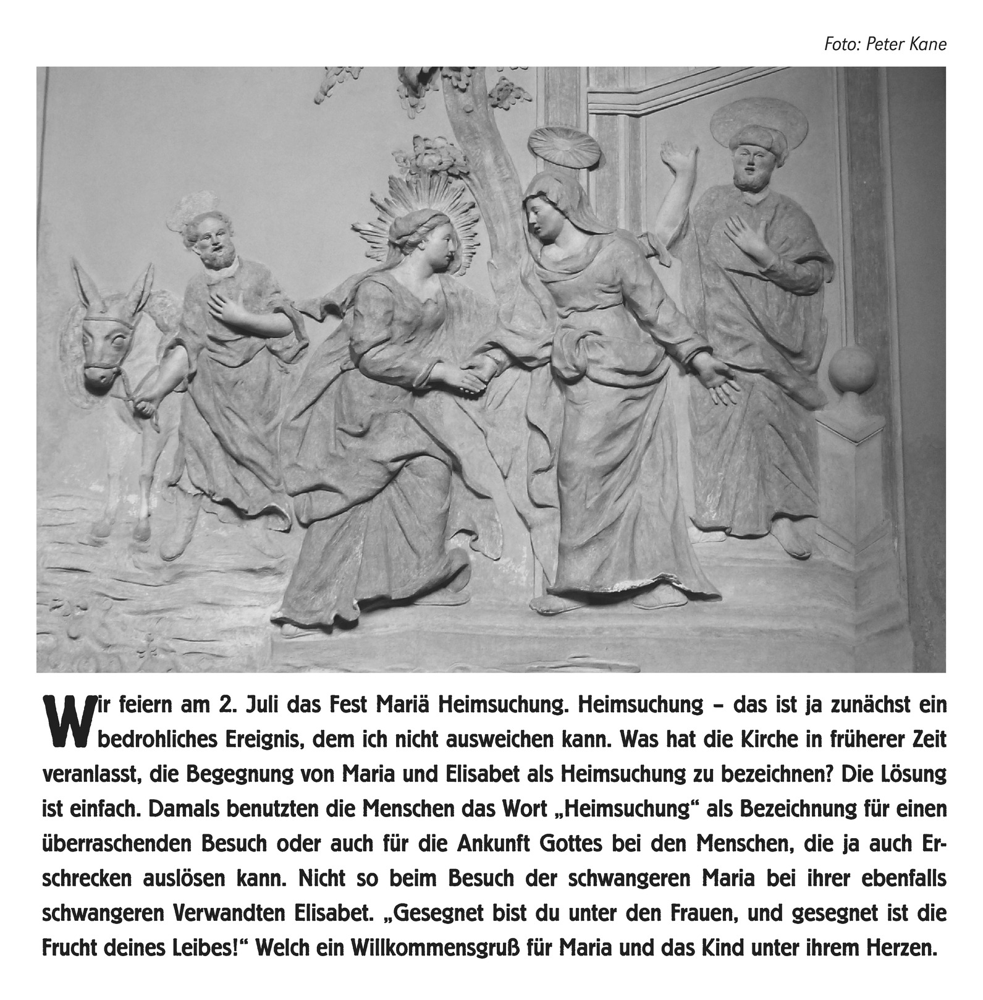 Foto: Peter Kane
Wir feiern am 2. Juli das Fest Mariä Heimsuchung. Heimsuchung – das ist ja zunächst ein
bedrohliches Ereignis, dem ich nicht ausweichen kann. Was hat die Kirche in früherer Zeit
veranlasst, die Begegnung von Maria und Elisabet als Heimsuchung zu bezeichnen? Die Lösung
ist einfach. Damals benutzten die Menschen das Wort „Heimsuchung“ als Bezeichnung für einen
überraschenden Besuch oder auch für die Ankunft Gottes bei den Menschen, die ja auch Er-
schrecken auslösen kann. Nicht so beim Besuch der schwangeren Maria bei ihrer ebenfalls
schwangeren Verwandten Elisabet. „Gesegnet bist du unter den Frauen, und gesegnet ist die
Frucht deines Leibes!“ Welch ein Willkommensgruß für Maria und das Kind unter ihrem Herzen.